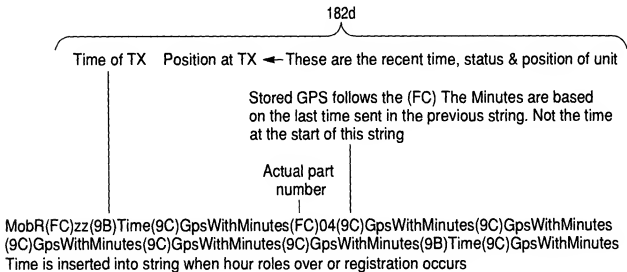 182d
Time of TX Position at TX ← These are the recent time, status & position of unit
Stored GPS follows the (FC) The Minutes are based
on the last time sent in the previous string. Not the time
at the start of this string
Actual part
number
MobR(FC)zz(9B)Time(9C)GpsWithMinutes(FC)04(9C)GpsWithMinutes(9C)GpsWithMinutes
(9C)GpsWithMinutes(9C)GpsWithMinutes(9C)GpsWithMinutes(9B)Time(9C)GpsWithMinutes
Time is inserted into string when hour roles over or registration occurs